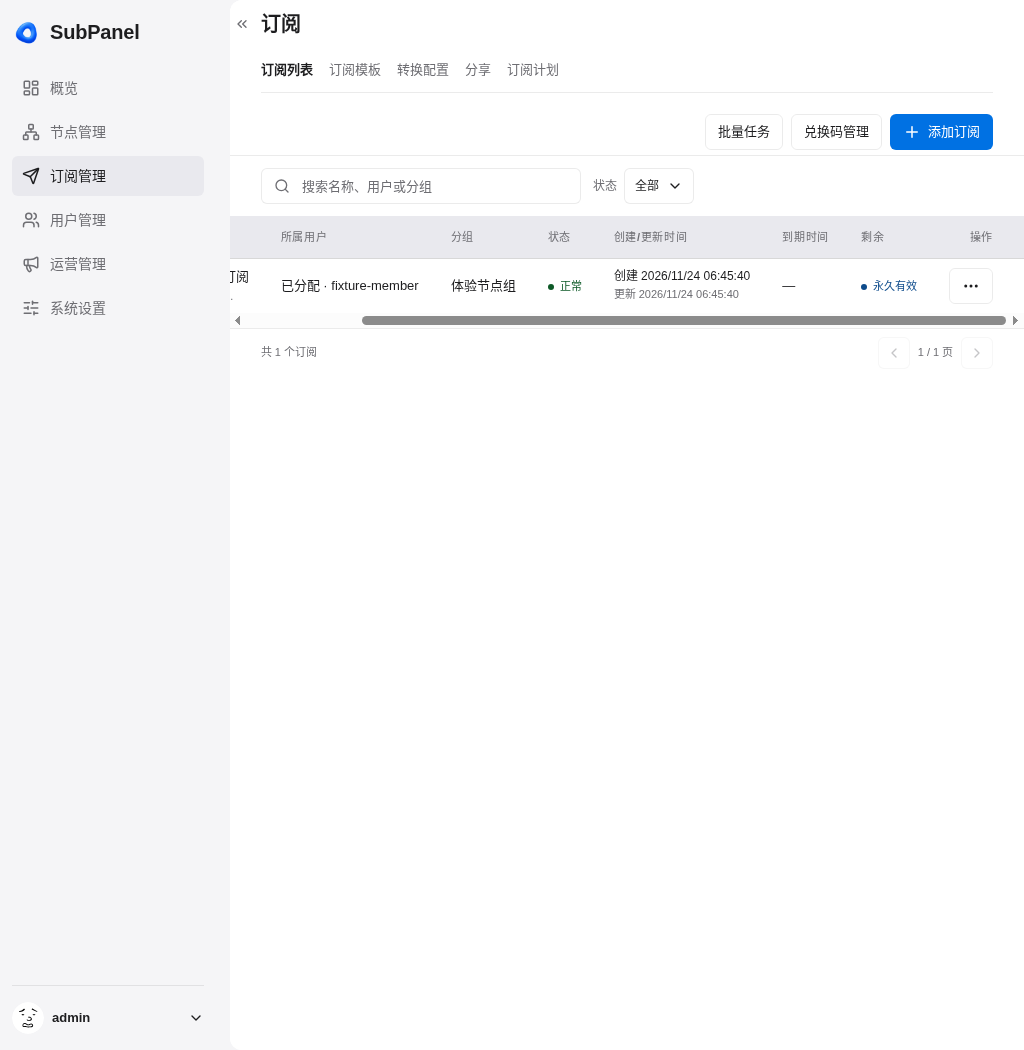 SubPanel
概览
节点管理
订阅管理
用户管理
运营管理
系统设置
admin
订阅
订阅列表 订阅模板 转换配置 分享 订阅计划
批量任务 兑换码管理 添加订阅
搜索名称、用户或分组 状态 全部
所属用户 分组 状态 创建/更新时间 到期时间 剩余 操作
订阅 已分配 · fixture-member 体验节点组 正常 创建 2026/11/24 06:45:40 — 永久有效
更新 2026/11/24 06:45:40
共 1 个订阅 1 / 1 页